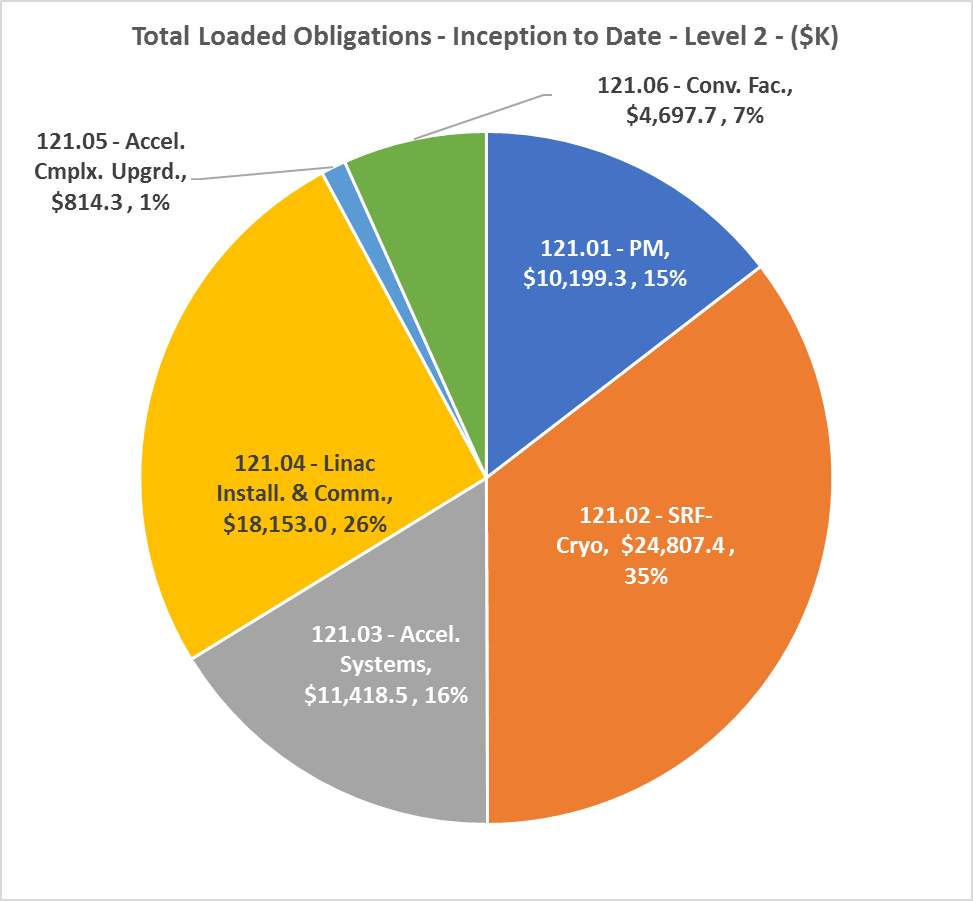 Total Loaded Obligations - Inception to Date - Level 2 - ($K)
121.06 - Conv. Fac.,
$4,697.7 , 7%
121.05 - Accel.
Cmplx. Upgrd.,
$814.3 , 1%
121.01 - PM,
$10,199.3 , 15%
121.04 - Linac
Install. & Comm.,
$18,153.0 , 26%
121.02 - SRF-
Cryo,  $24,807.4 ,
35%
121.03 - Accel.
Systems,
$11,418.5 , 16%